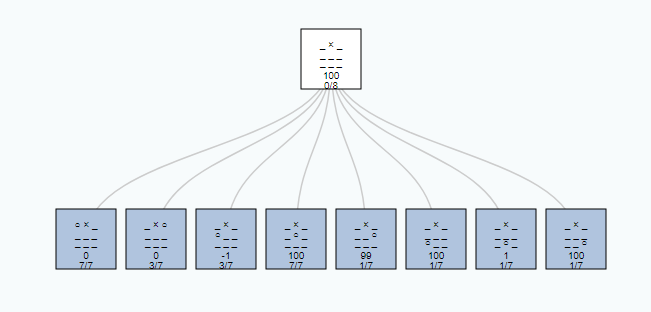 _ × _
_ _ _
_ _ _
100
0/8
○ × _
_ _ _
_ _ _
0
7/7
_ × ○
_ _ _
_ _ _
0
3/7
_ × _
○ _ _
_ _ _
-1
3/7
_ × _
_ ○ _
_ _ _
100
7/7
_ × _
_ _ ○
_ _ _
99
1/7
_ × _
_ _ _
○ _ _
100
1/7
_ × _
_ _ _
_ ○ _
1
1/7
_ × _
_ _ _
_ _ ○
100
1/7